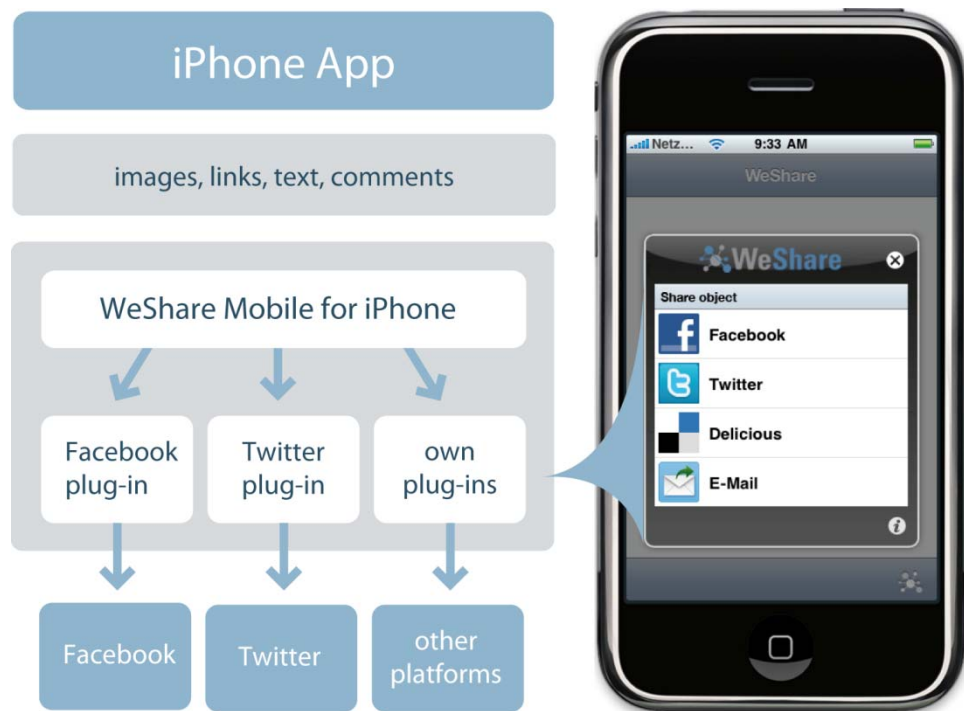 iPhone App
images, links, text, comments
WeShare Mobile for iPhone
Facebook
plug-in
Twitter
plug-in
own
plug-ins
Facebook
Twitter
other
platforms
Netz... 9:33 AM
WeShare
WeShare
Share object
Facebook
Twitter
Delicious
E-Mail